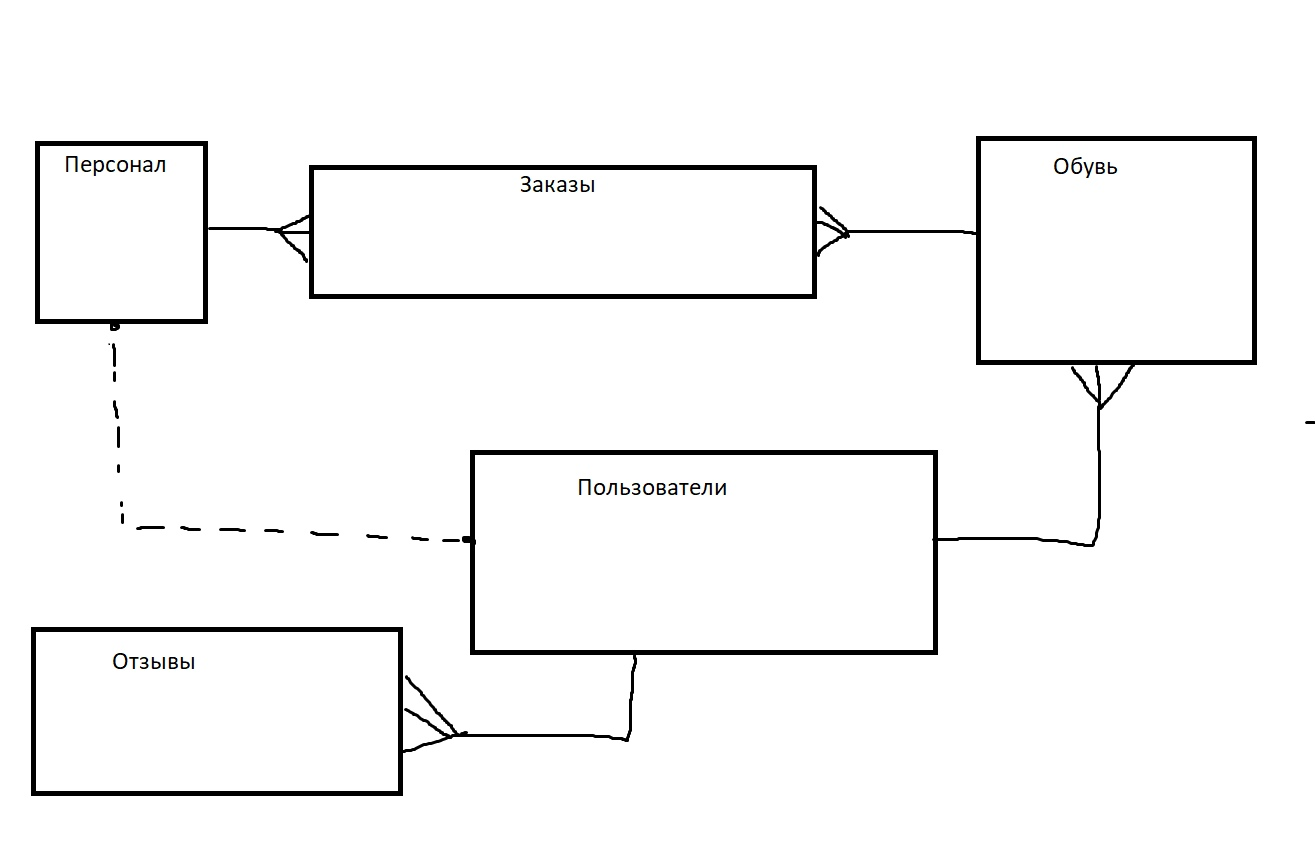 Персонал
Заказы
Обувь
Пользователи
Отзывы